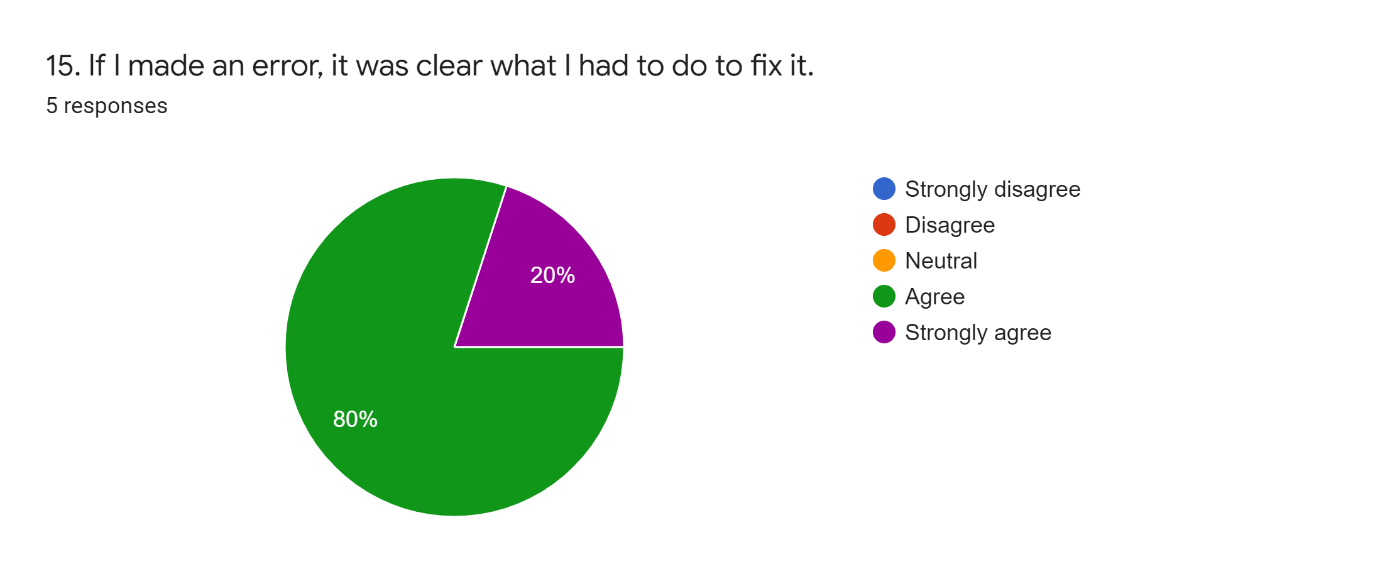 15. If I made an error, it was clear what I had to do to fix it.
5 responses
20%
80%
Strongly disagree
Disagree
Neutral
Agree
Strongly agree